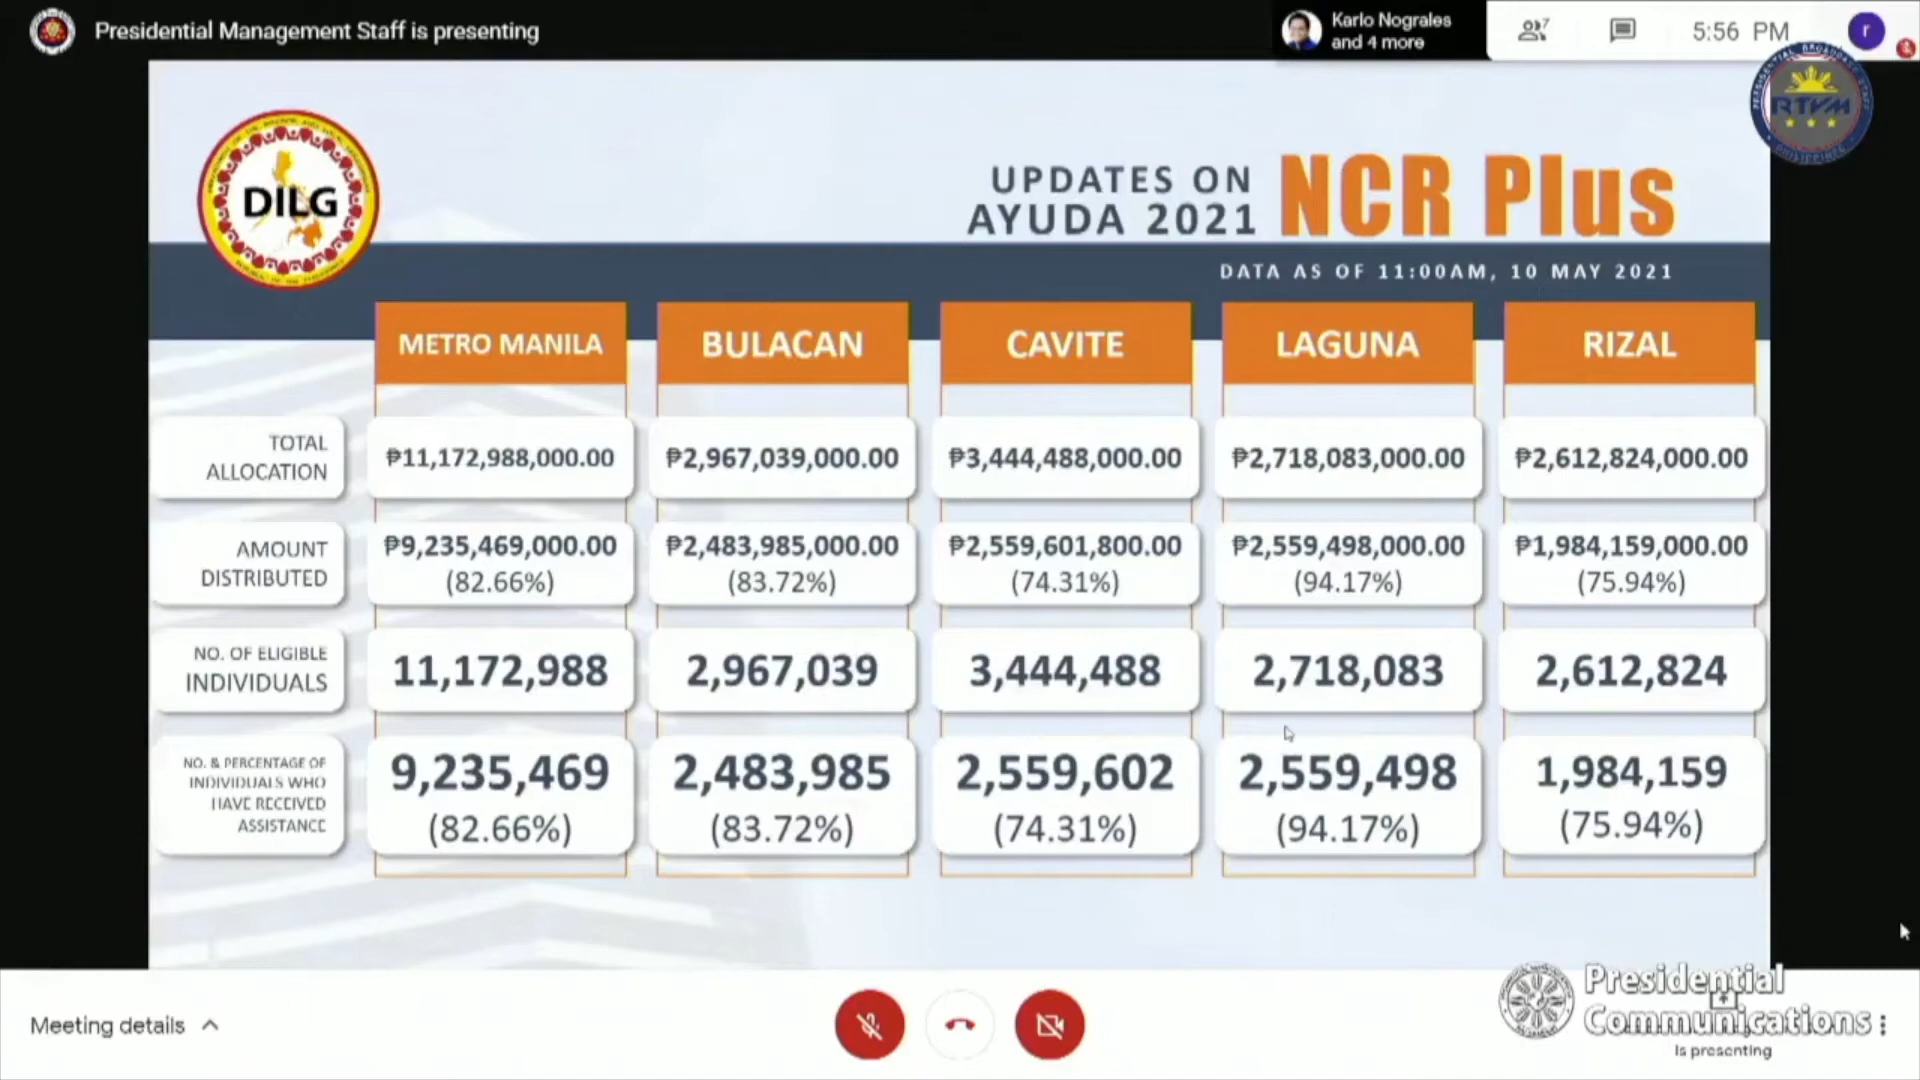 Presidential Management Staff is presenting
Karlo Nograles
and 4 more
7
5:56 PM
r
RTVM
PHILIPPINES
DILG
UPDATES ON
AYUDA 2021
NCR Plus
DATA AS OF 11:00AM, 10 MAY 2021
METRO MANILA BULACAN CAVITE LAGUNA RIZAL
TOTAL
ALLOCATION
₱11,172,988,000.00 ₱2,967,039,000.00 ₱3,444,488,000.00 ₱2,718,083,000.00 ₱2,612,824,000.00
AMOUNT
DISTRIBUTED
₱9,235,469,000.00 ₱2,483,985,000.00 ₱2,559,601,800.00 ₱2,559,498,000.00 ₱1,984,159,000.00
(82.66%) (83.72%) (74.31%) (94.17%) (75.94%)
NO. OF ELIGIBLE
INDIVIDUALS
11,172,988 2,967,039 3,444,488 2,718,083 2,612,824
NO. & PERCENTAGE OF
INDIVIDUALS WHO
HAVE RECEIVED
ASSISTANCE
9,235,469 2,483,985 2,559,602 2,559,498 1,984,159
(82.66%) (83.72%) (74.31%) (94.17%) (75.94%)
Meeting details
Presidential
Communications
is presenting